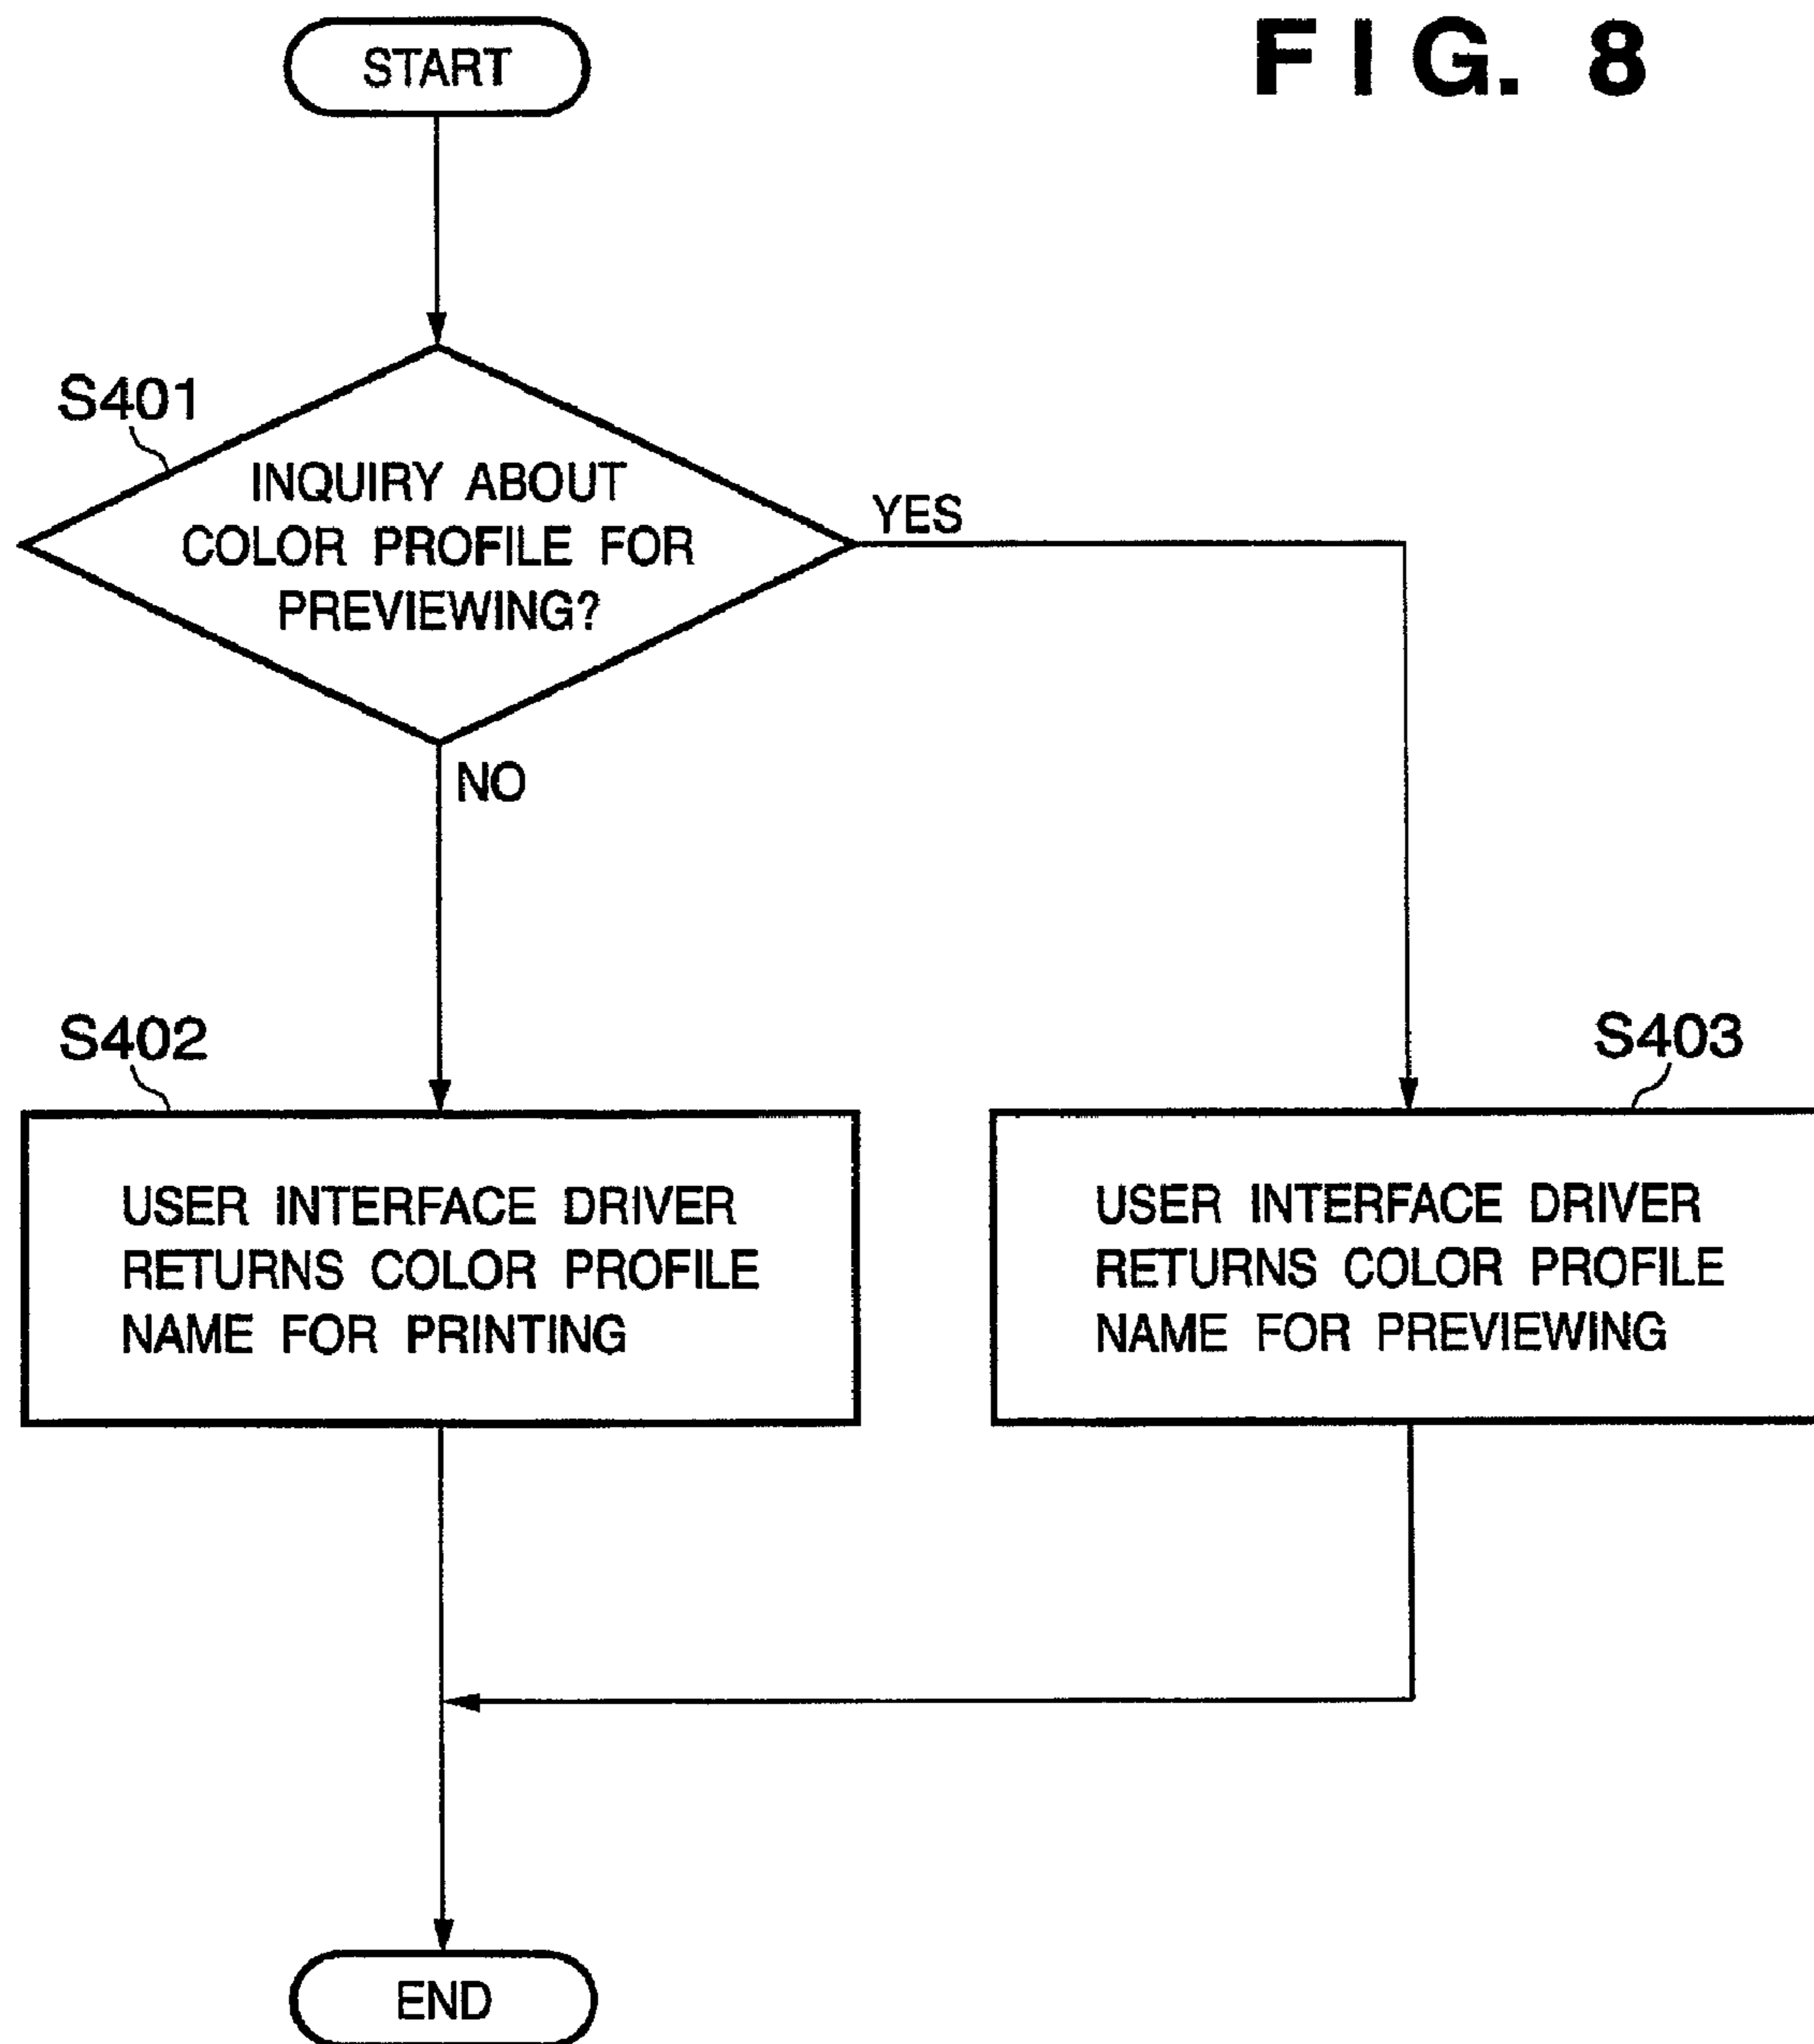 FIG. 8
START
S401
INQUIRY ABOUT
COLOR PROFILE FOR
PREVIEWING?
YES
NO
S402
USER INTERFACE DRIVER
RETURNS COLOR PROFILE
NAME FOR PRINTING
S403
USER INTERFACE DRIVER
RETURNS COLOR PROFILE
NAME FOR PREVIEWING
END